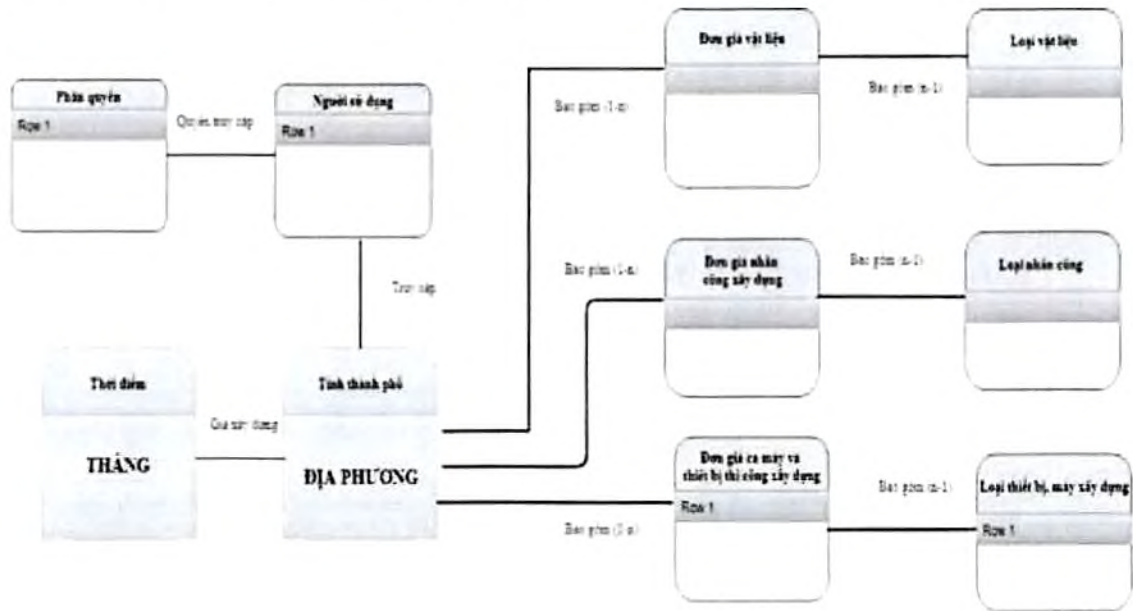 Đơn giá vật liệu
Loại vật liệu
Phân quyền
Người sử dụng
Row 1
Quyền truy cập
Row 1
Bao gồm (1-n)
Bao gồm (n-1)
Đơn giá nhân
công xây dựng
Loại nhân công
Bao gồm (1-n)
Bao gồm (n-1)
Truy cập
Thời điểm
Tỉnh thành phố
Giá xây dựng
THÁNG
ĐỊA PHƯƠNG
Đơn giá ca máy và
thiết bị thi công xây dựng
Loại thiết bị, máy xây dựng
Row 1
Bao gồm (n-1)
Row 1
Bao gồm (1-n)